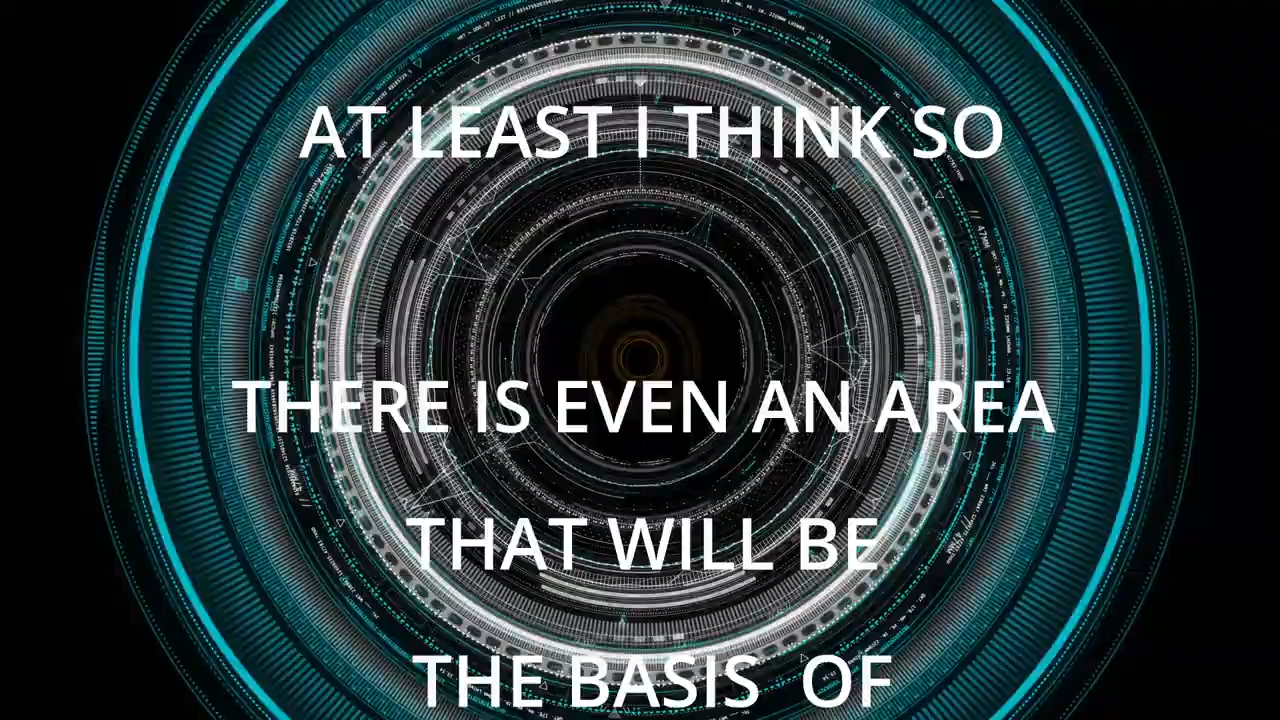 AT LEAST I THINK SO
THERE IS EVEN AN AREA
THAT WILL BE
THE BASIS OF